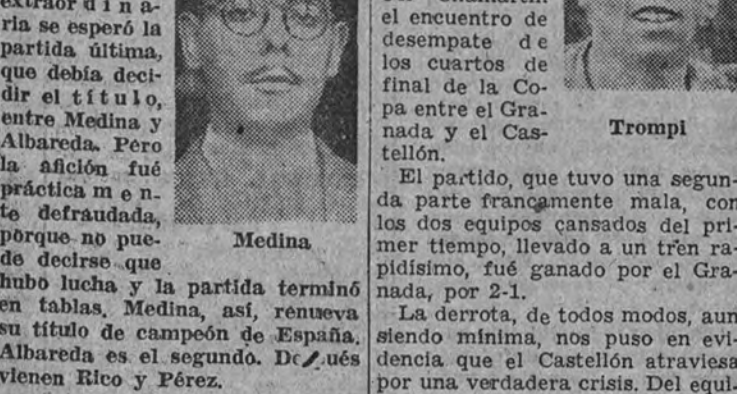 extraordina-
ria se esperó la
partida última,
que debía deci-
dir el título,
entre Medina y
Albareda. Pero
la afición fué
práctica m e n-
te defraudada,
porque no pue-
de decirse que
Medina
hubo lucha y la partida terminó
en tablas. Medina, así, renueva
su título de campeón de España.
Albareda es el segundo.
vienen Rico y Pérez.
el encuentro de
desempate d e
los cuartos de
final de la Co-
pa entre el Gra-
nada y el Cas-
tellón.
Trompi
El partido, que tuvo una segun-
da parte francamente mala, con
los dos equipos cansados del pri-
mer tiempo, llevado a un tren ra-
pidísimo, fué ganado por el Gra-
nada, por 2-1.
La derrota, de todos modos, aun
siendo mínima, nos puso en evi-
dencia que el Castellón atraviesa
por una verdadera crisis. Del equi-